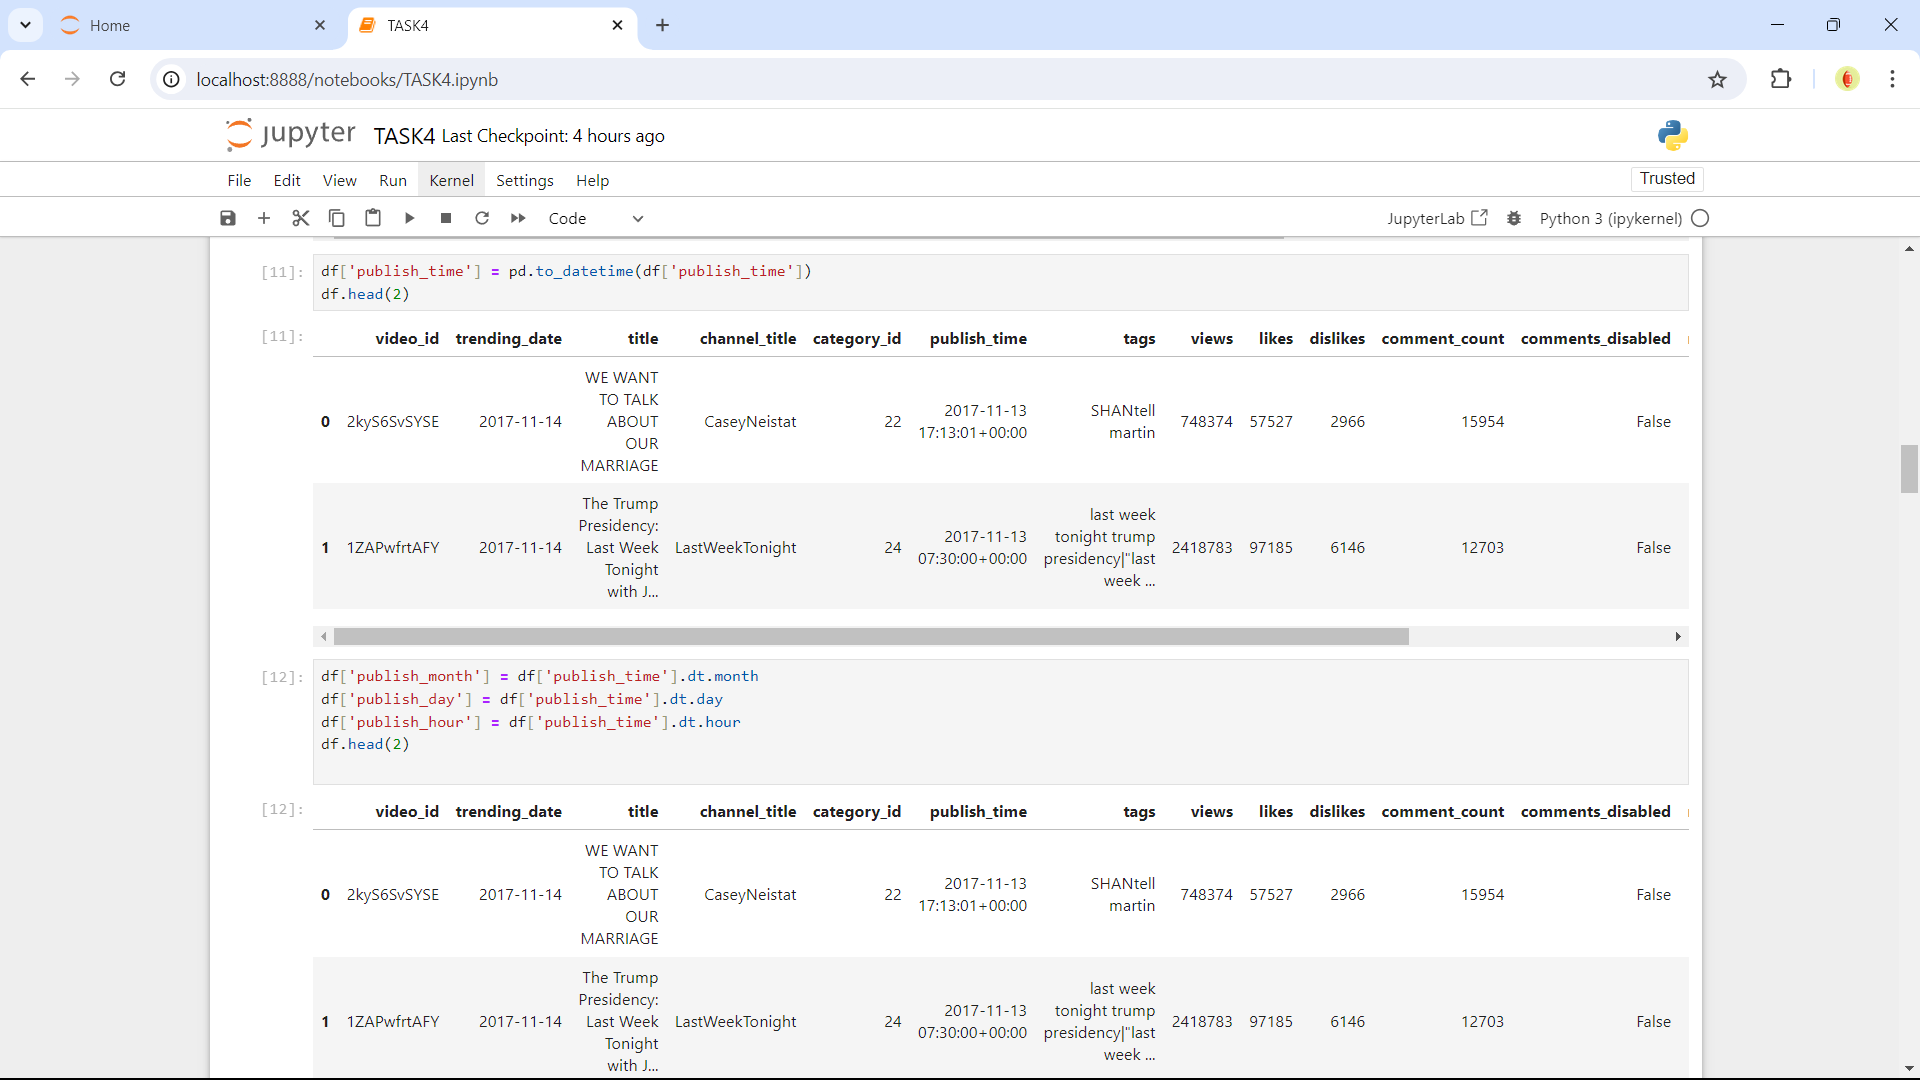 Home
TASK4
localhost:8888/notebooks/TASK4.ipynb
jupyter TASK4 Last Checkpoint: 4 hours ago
File Edit View Run Kernel Settings Help
Trusted
Code
JupyterLab
Python 3 (ipykernel)
[11]:
df['publish_time'] = pd.to_datetime(df['publish_time'])
df.head(2)
[11]:
video_id trending_date title channel_title category_id publish_time tags views likes dislikes comment_count comments_disabled
0 2kyS6SvSYSE 2017-11-14 WE WANT TO TALK ABOUT OUR MARRIAGE CaseyNeistat 22 2017-11-13 17:13:01+00:00 SHANtell martin 748374 57527 2966 15954 False
1 1ZAPwfrtAFY 2017-11-14 The Trump Presidency: Last Week Tonight with J... LastWeekTonight 24 2017-11-13 07:30:00+00:00 last week tonight trump presidency|"last week ... 2418783 97185 6146 12703 False
[12]:
df['publish_month'] = df['publish_time'].dt.month
df['publish_day'] = df['publish_time'].dt.day
df['publish_hour'] = df['publish_time'].dt.hour
df.head(2)
[12]:
video_id trending_date title channel_title category_id publish_time tags views likes dislikes comment_count comments_disabled
0 2kyS6SvSYSE 2017-11-14 WE WANT TO TALK ABOUT OUR MARRIAGE CaseyNeistat 22 2017-11-13 17:13:01+00:00 SHANtell martin 748374 57527 2966 15954 False
1 1ZAPwfrtAFY 2017-11-14 The Trump Presidency: Last Week Tonight with J... LastWeekTonight 24 2017-11-13 07:30:00+00:00 last week tonight trump presidency|"last week ... 2418783 97185 6146 12703 False